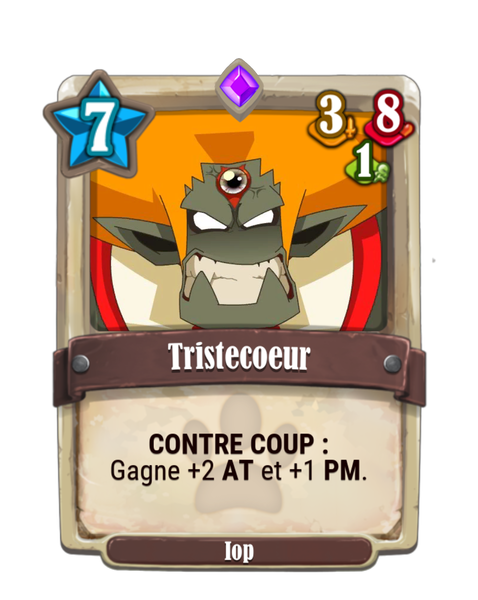 7
3 8
1
Tristecoeur
CONTRE COUP :
Gagne +2 AT et +1 PM.
Iop